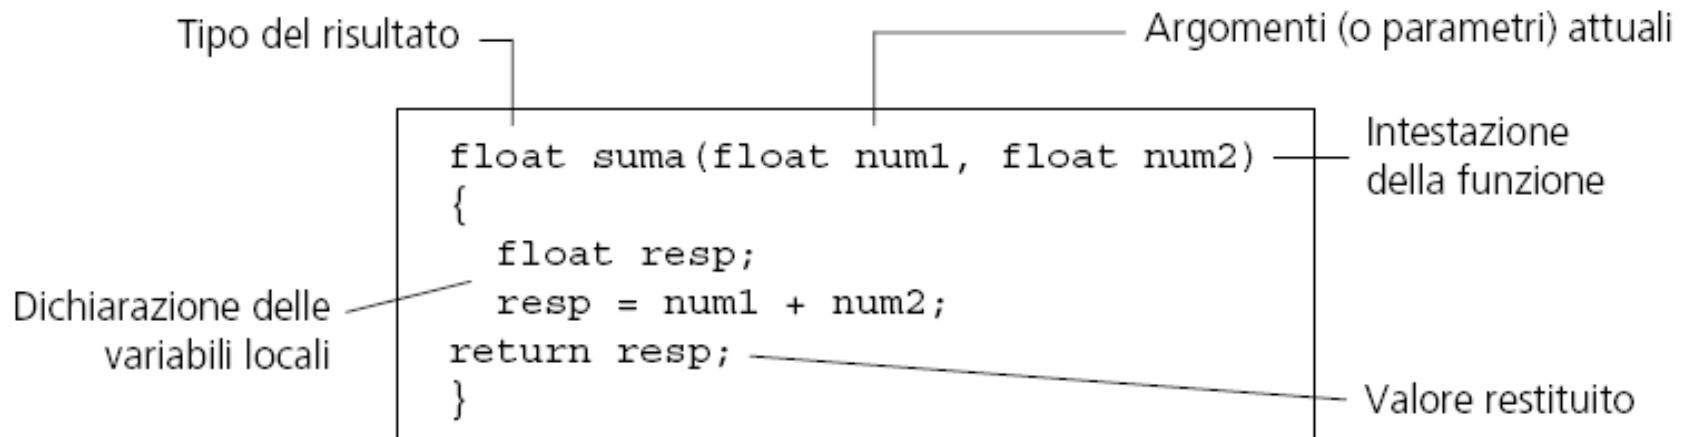 Tipo del risultato
Argomenti (o parametri) attuali
float suma(float num1, float num2)
Intestazione
della funzione
{
float resp;
resp = num1 + num2;
Dichiarazione delle
variabili locali
return resp;
}
Valore restituito